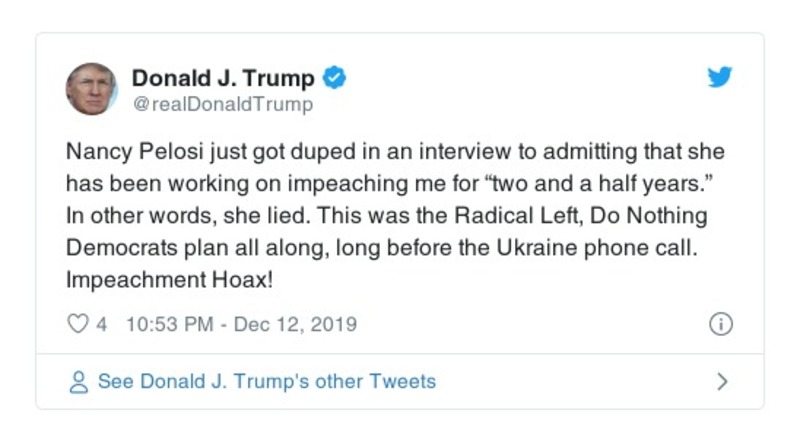 Donald J. Trump
@realDonaldTrump
Nancy Pelosi just got duped in an interview to admitting that she
has been working on impeaching me for “two and a half years.”
In other words, she lied. This was the Radical Left, Do Nothing
Democrats plan all along, long before the Ukraine phone call.
Impeachment Hoax!
4 10:53 PM - Dec 12, 2019
See Donald J. Trump's other Tweets